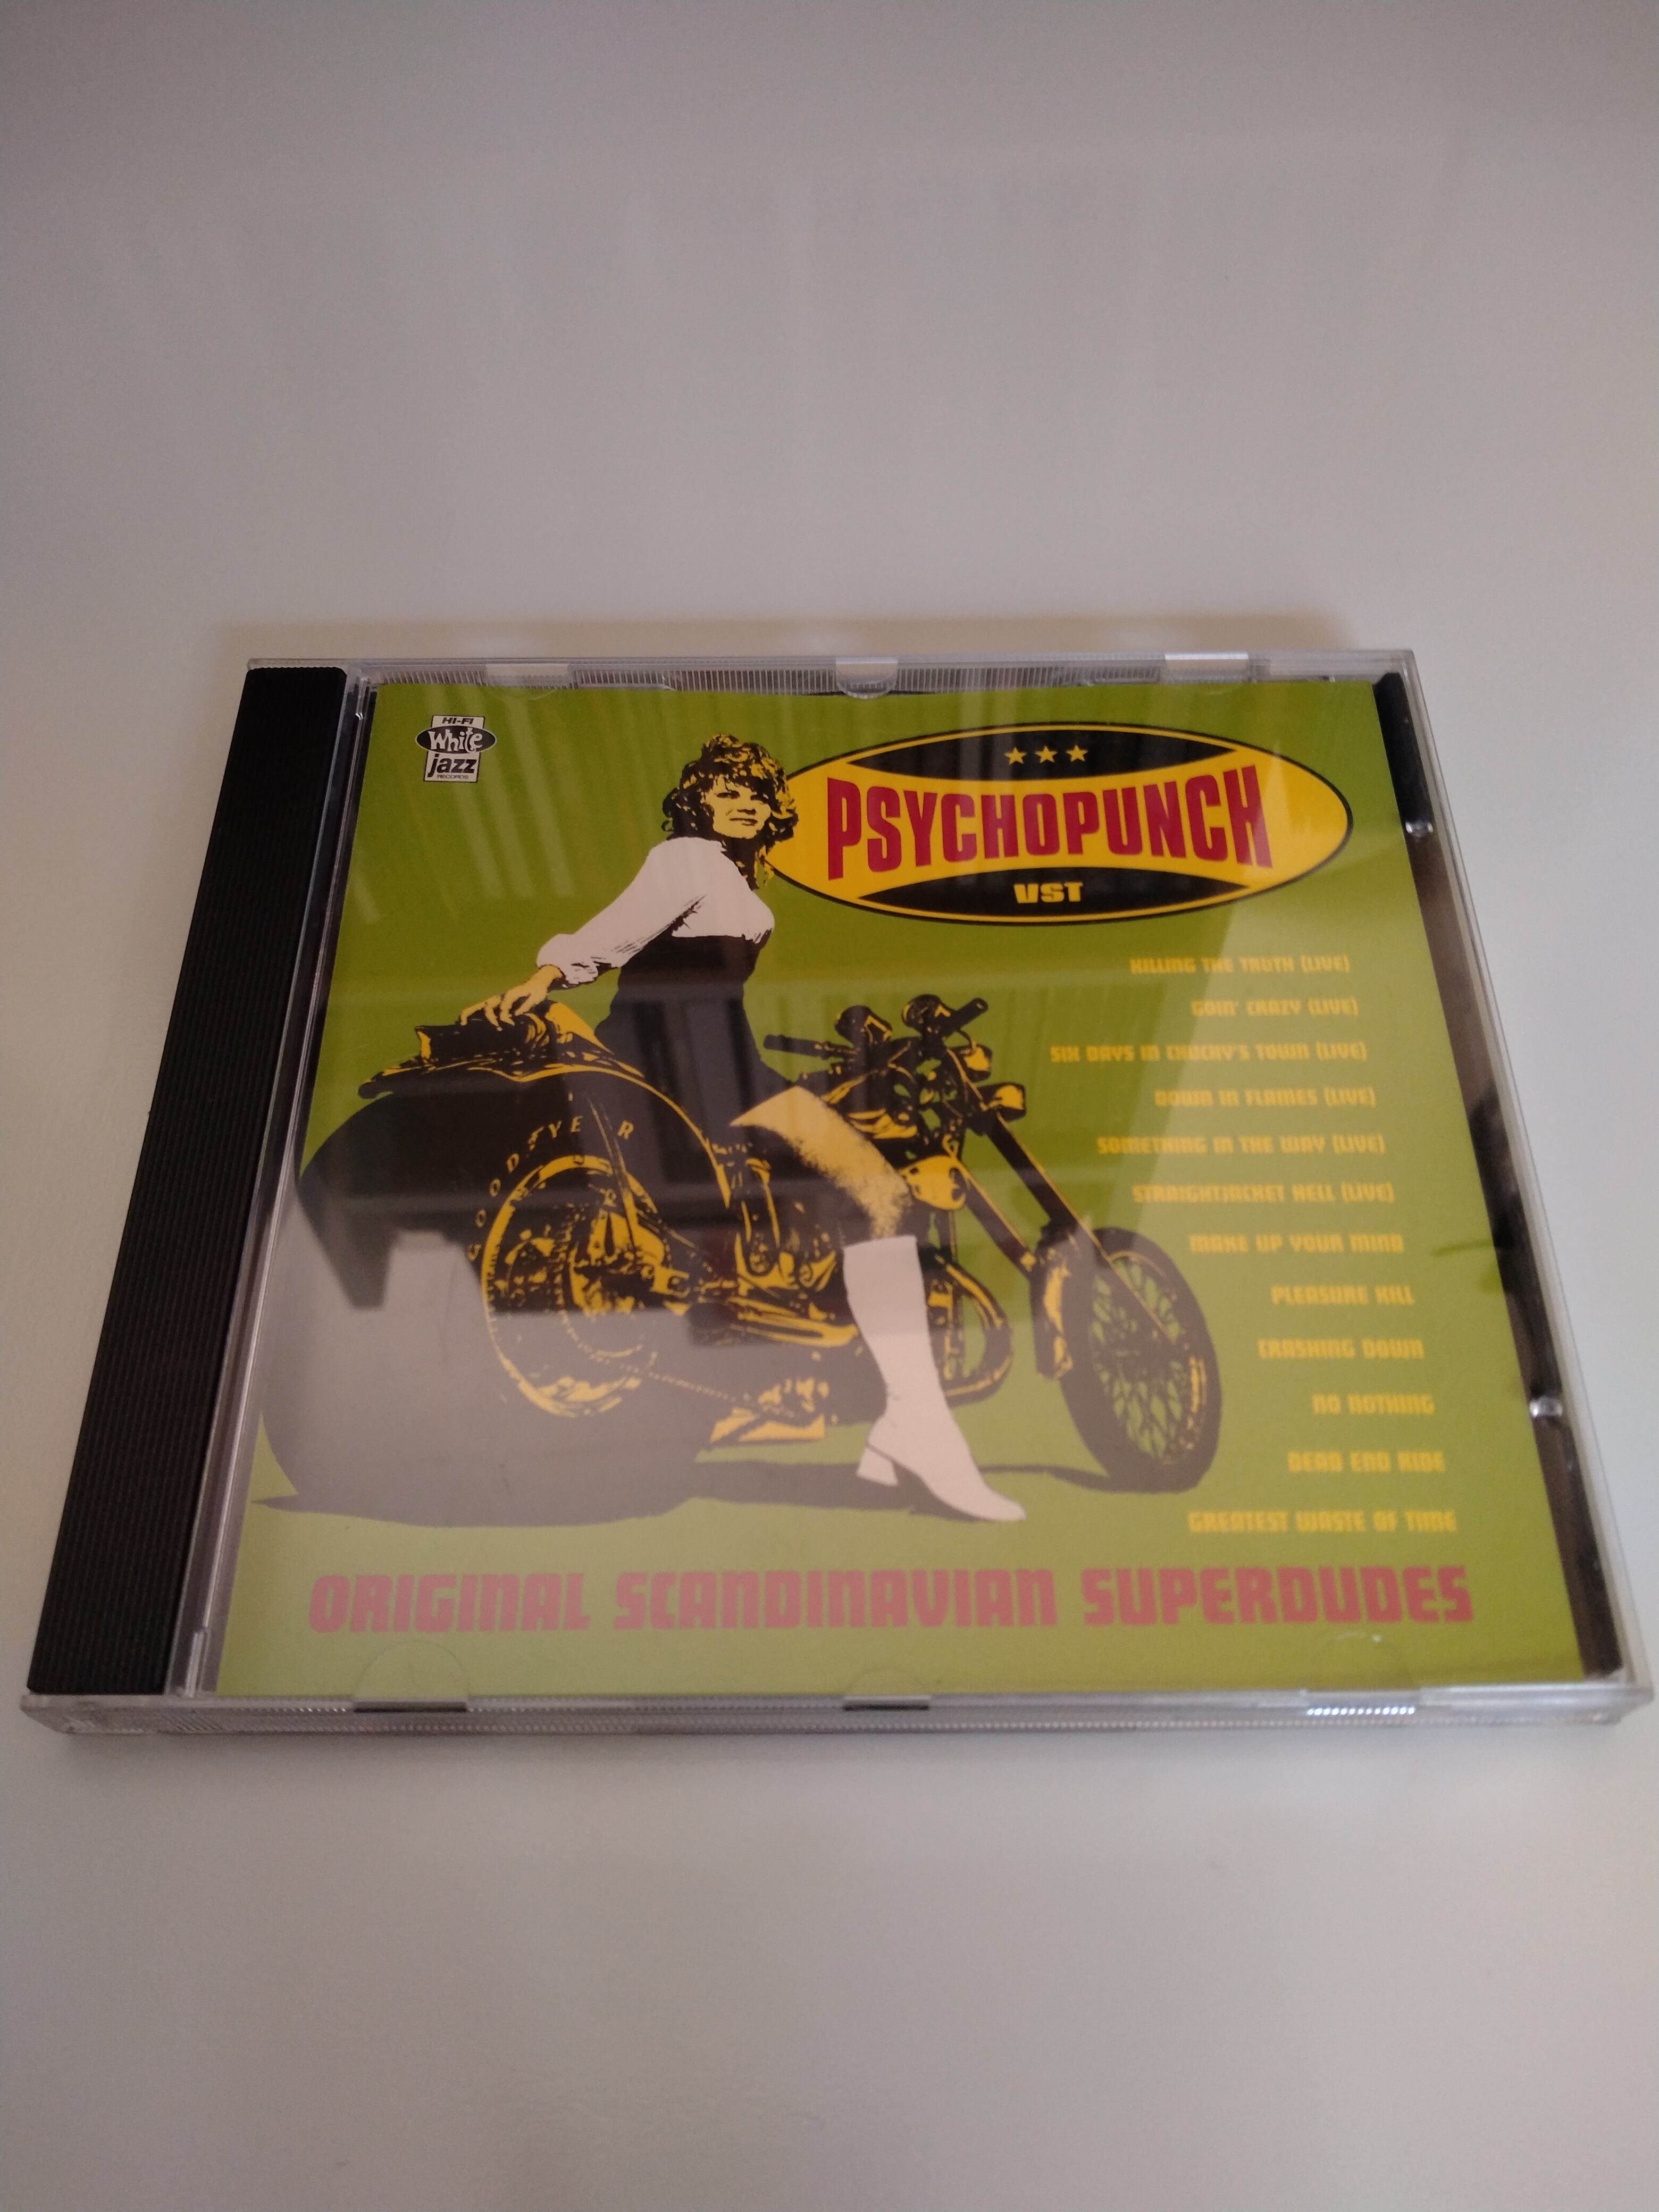 HI-FI
White
jazz
RECORDS
PSYCHOPUNCH
VST
KILLING THE TRUTH (LIVE)
GOIN' CRAZY (LIVE)
SIX DAYS IN CHUCKY'S TOWN (LIVE)
DOWN IN FLAMES (LIVE)
SOMETHING IN THE WAY (LIVE)
STRAIGHTJACKET HELL (LIVE)
MAKE UP YOUR MIND
PLEASURE KILL
CRASHING DOWN
NO NOTHING
DEAD END RIDE
GREATEST WASTE OF TIME
GOODYEAR
ORIGINAL SCANDINAVIAN SUPERDUDES